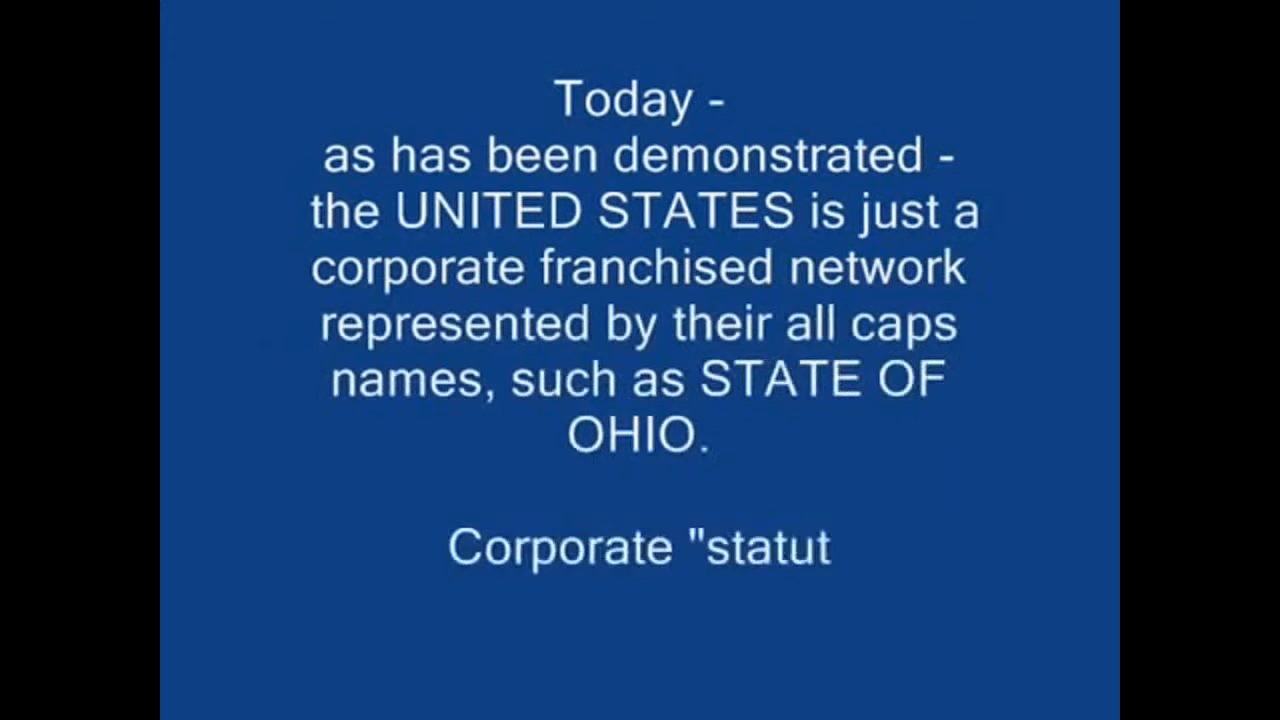 Today -
as has been demonstrated -
the UNITED STATES is just a
corporate franchised network
represented by their all caps
names, such as STATE OF
OHIO.
Corporate "statut